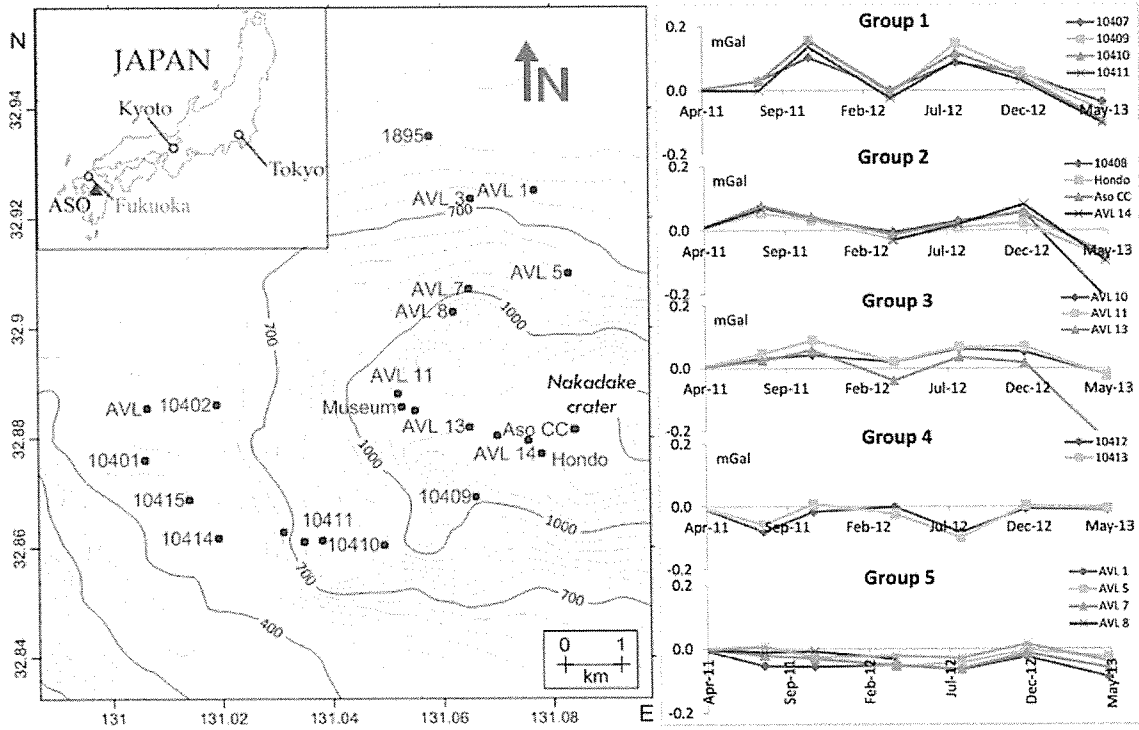 N
JAPAN
Kyoto
Tokyo
ASO
Fukuoka
N
32.94
32.92
32.9
32.88
32.86
32.84
1895
AVL 3
AVL 1
700
AVL 5
AVL 7
AVL 8
1000
700
AVL 11
Nakadake
crater
AVL
10402
Museum
AVL 13
Aso CC
AVL 14
Hondo
10401
1000
10409
10415
1000
10411
10414
10410
700
700
400
0 1
km
131
131.02
131.04
131.06
131.08
E
0.2
Group 1
mGal
10407
10409
10410
10411
0.0
Apr-11 Sep-11 Feb-12 Jul-12 Dec-12 May-13
-0.2
0.2
Group 2
mGal
10408
Hondo
Aso CC
AVL 14
0.0
Apr-11 Sep-11 Feb-12 Jul-12 Dec-12 May-13
-0.2
0.2
Group 3
mGal
AVL 10
AVL 11
AVL 13
0.0
Apr-11 Sep-11 Feb-12 Jul-12 Dec-12 May-13
-0.2
0.2
Group 4
mGal
10412
10413
0.0
Apr-11 Sep-11 Feb-12 Jul-12 Dec-12 May-13
-0.2
0.2
Group 5
AVL 1
AVL 5
AVL 7
AVL 8
0.0
Apr-11 Sep-11 Feb-12 Jul-12 Dec-12 May-13
-0.2